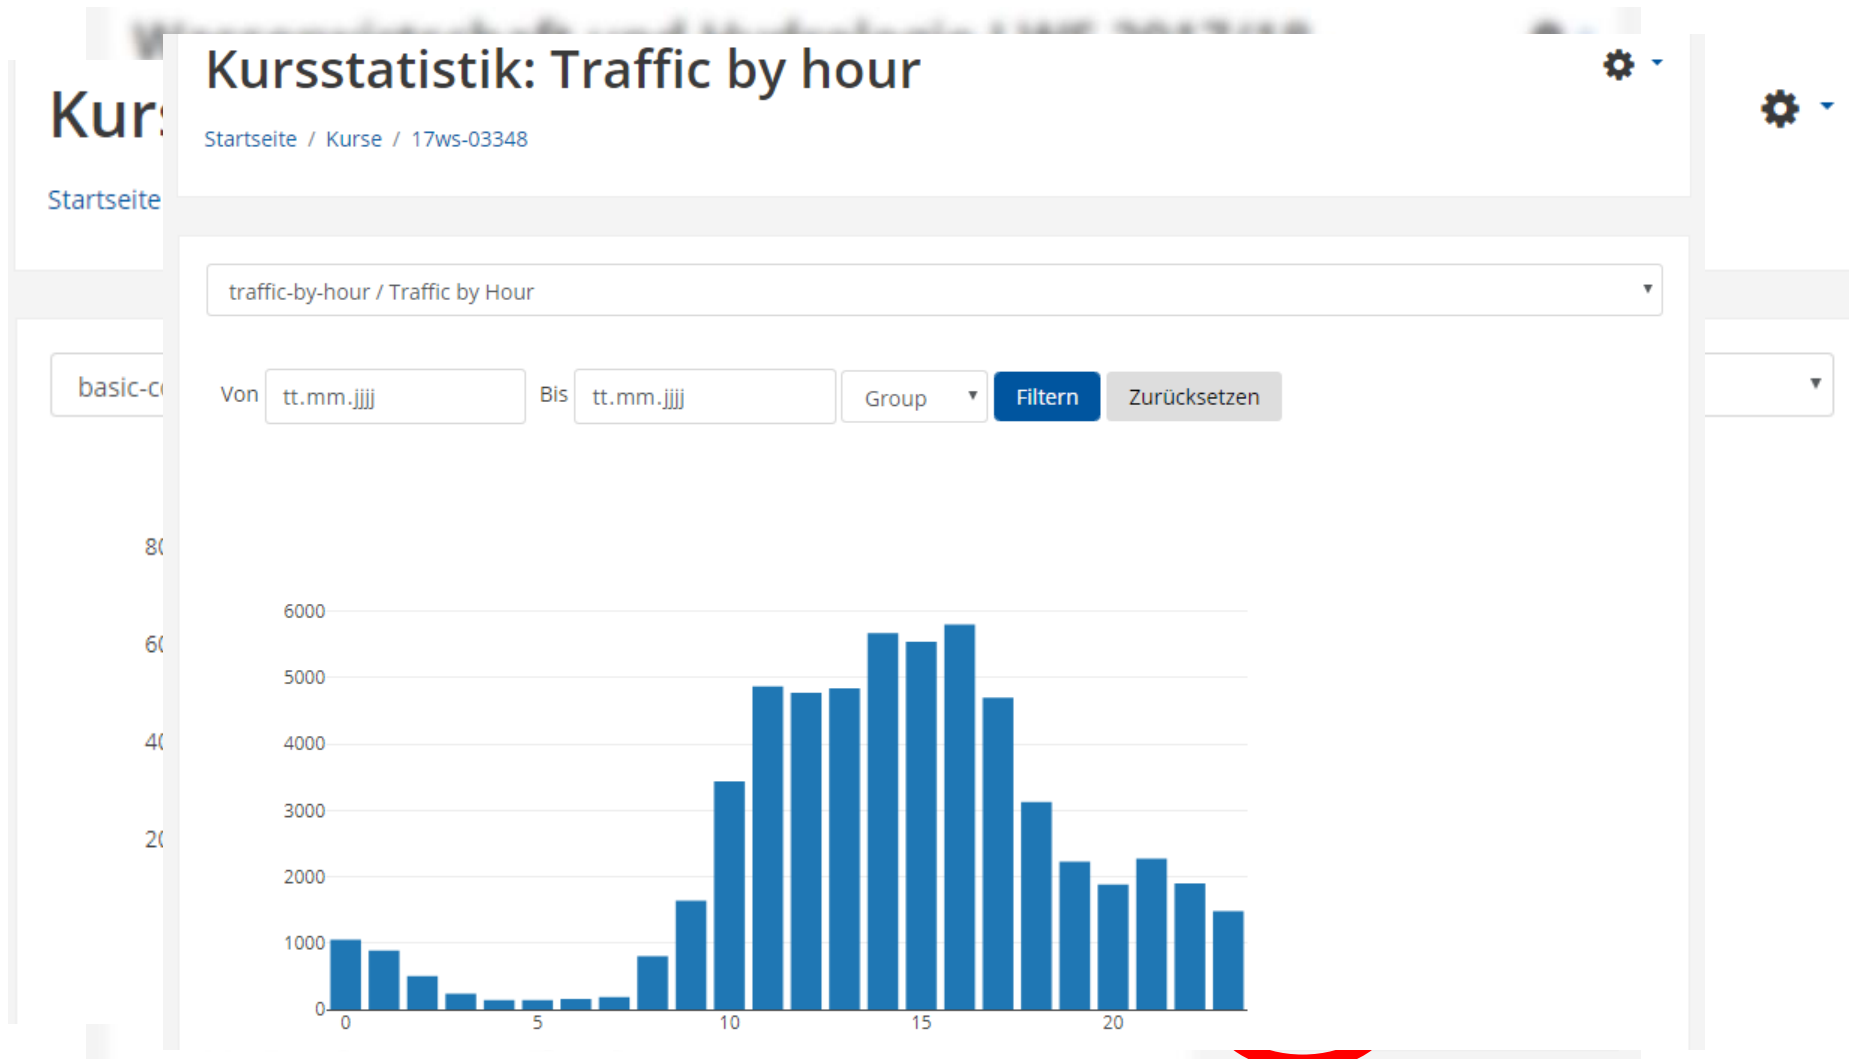 Kursstatistik: Traffic by hour
Startseite / Kurse / 17ws-03348
Startseite
traffic-by-hour / Traffic by Hour
Von tt.mm.jjjj Bis tt.mm.jjjj Group Filtern Zurücksetzen
6000
5000
4000
3000
2000
1000
0
0 5 10 15 20